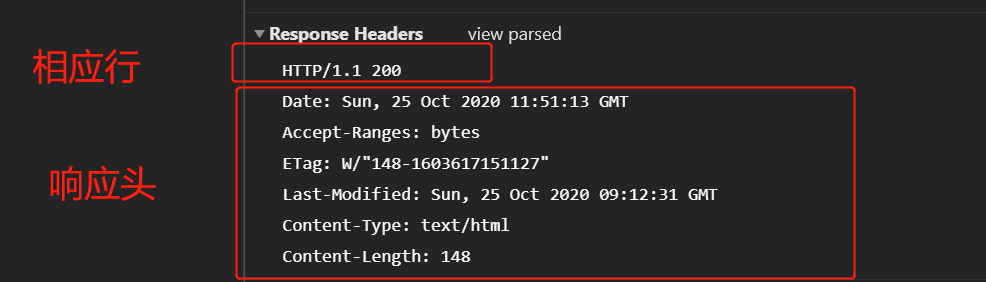 Response Headers view parsed
相应行
HTTP/1.1 200
Date: Sun, 25 Oct 2020 11:51:13 GMT
Accept-Ranges: bytes
响应头
ETag: W/"148-1603617151127"
Last-Modified: Sun, 25 Oct 2020 09:12:31 GMT
Content-Type: text/html
Content-Length: 148